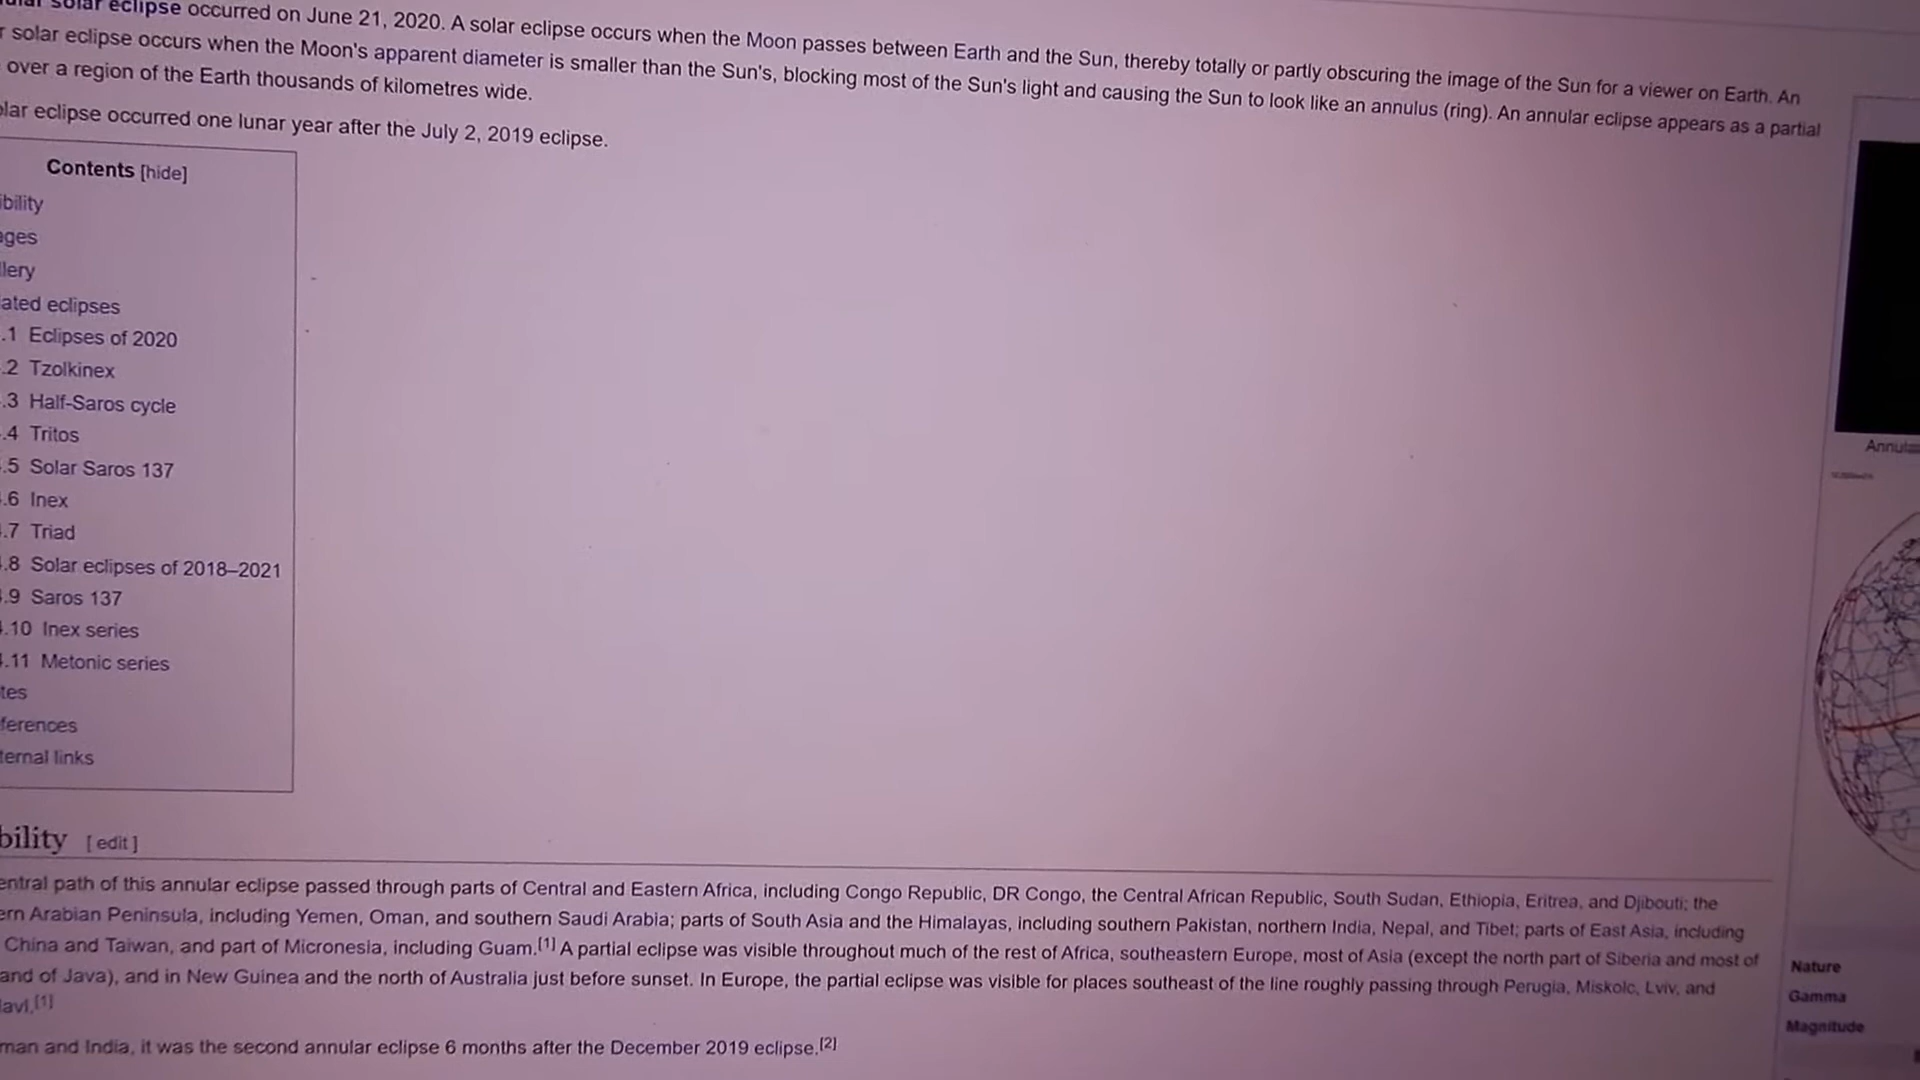 solar eclipse occurred on June 21, 2020. A solar eclipse occurs when the Moon passes between Earth and the Sun, thereby totally or partly obscuring the image of the Sun for a viewer on Earth. An
solar eclipse occurs when the Moon's apparent diameter is smaller than the Sun's, blocking most of the Sun's light and causing the Sun to look like an annulus (ring). An annular eclipse appears as a partial
over a region of the Earth thousands of kilometres wide.
lar eclipse occurred one lunar year after the July 2, 2019 eclipse.
Contents [hide]
bility
ges
llery
ated eclipses
.1 Eclipses of 2020
.2 Tzolkinex
.3 Half-Saros cycle
.4 Tritos
.5 Solar Saros 137
.6 Inex
.7 Triad
.8 Solar eclipses of 2018–2021
.9 Saros 137
.10 Inex series
.11 Metonic series
tes
ferences
ternal links
bility [ edit ]
entral path of this annular eclipse passed through parts of Central and Eastern Africa, including Congo Republic, DR Congo, the Central African Republic, South Sudan, Ethiopia, Eritrea, and Djibouti; the
ern Arabian Peninsula, including Yemen, Oman, and southern Saudi Arabia; parts of South Asia and the Himalayas, including southern Pakistan, northern India, Nepal, and Tibet; parts of East Asia, including
China and Taiwan, and part of Micronesia, including Guam.[1] A partial eclipse was visible throughout much of the rest of Africa, southeastern Europe, most of Asia (except the north part of Siberia and most of
and of Java), and in New Guinea and the north of Australia just before sunset. In Europe, the partial eclipse was visible for places southeast of the line roughly passing through Perugia, Miskolc, Lviv, and
lavl.[1]
man and India, it was the second annular eclipse 6 months after the December 2019 eclipse.[2]
Annula
Nature
Gamma
Magnitude